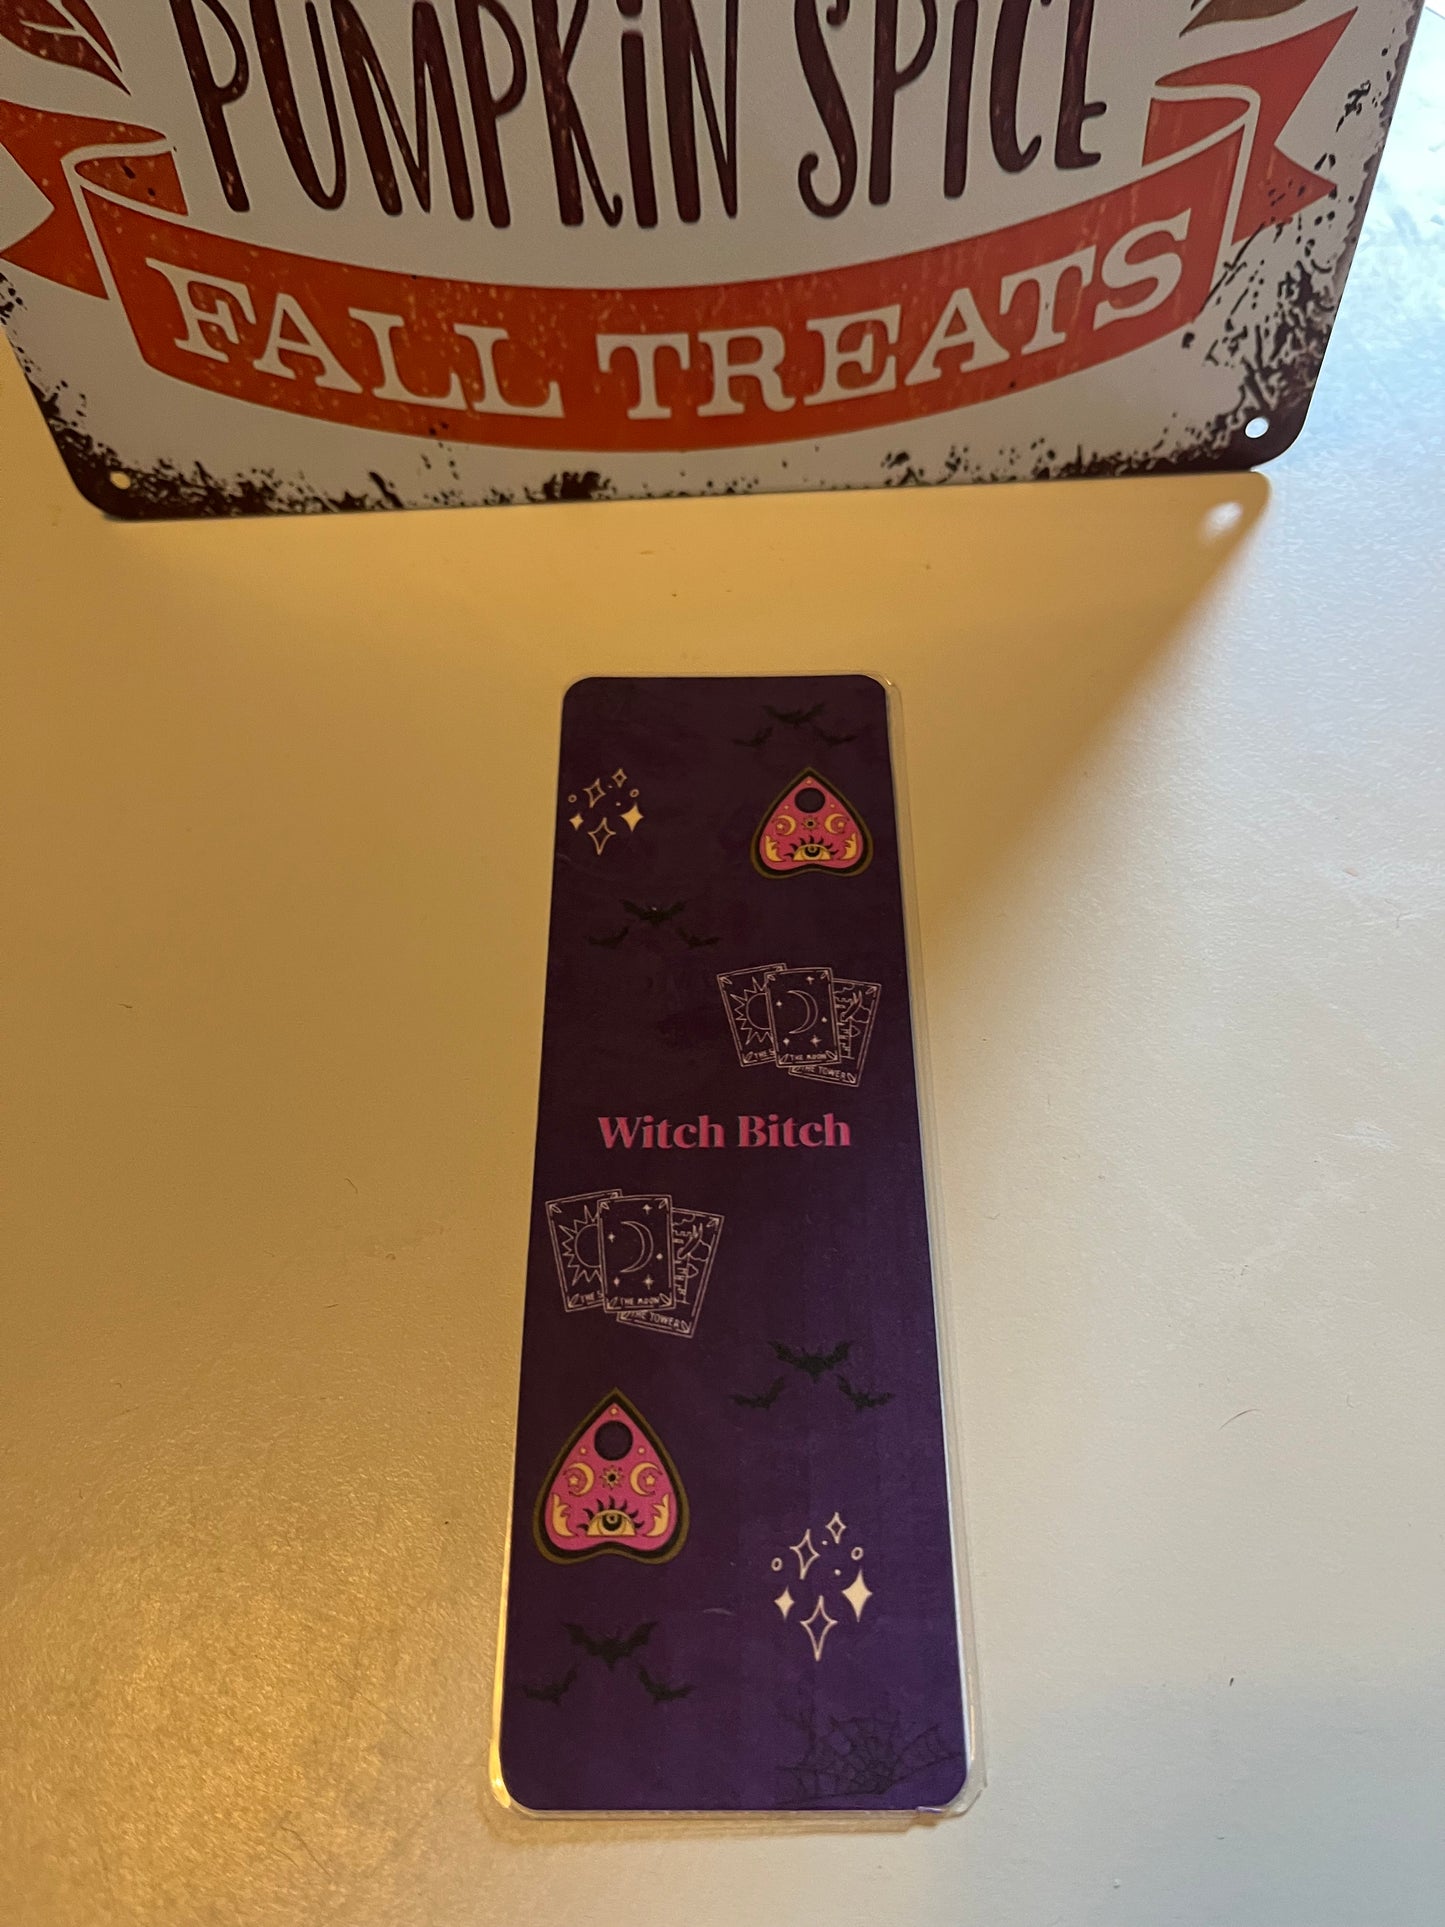 PUMPKIN SPICE
FALL TREATS
THE MOON
THE TOWER
Witch Bitch
THE MOON
THE TOWER